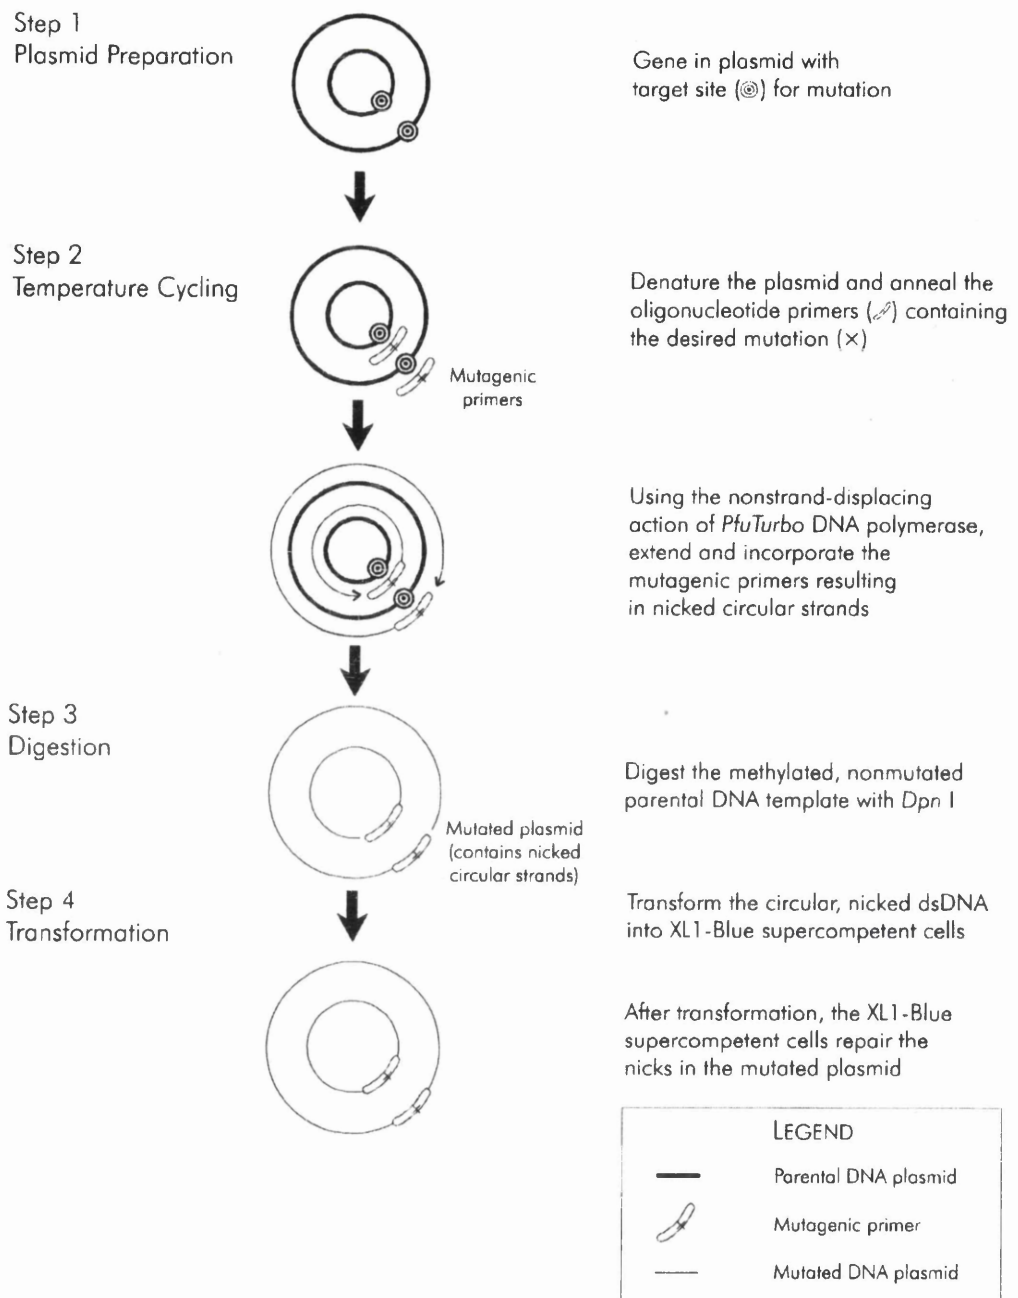 Step 1
Plasmid Preparation
Gene in plasmid with
target site (◎) for mutation
Step 2
Temperature Cycling
Denature the plasmid and anneal the
oligonucleotide primers () containing
the desired mutation (×)
Mutagenic
primers
Using the nonstrand-displacing
action of PfuTurbo DNA polymerase,
extend and incorporate the
mutagenic primers resulting
in nicked circular strands
Step 3
Digestion
Digest the methylated, nonmutated
parental DNA template with Dpn I
Mutated plasmid
(contains nicked
circular strands)
Step 4
Transformation
Transform the circular, nicked dsDNA
into XL1-Blue supercompetent cells
After transformation, the XL1-Blue
supercompetent cells repair the
nicks in the mutated plasmid
LEGEND
Parental DNA plasmid
Mutagenic primer
Mutated DNA plasmid